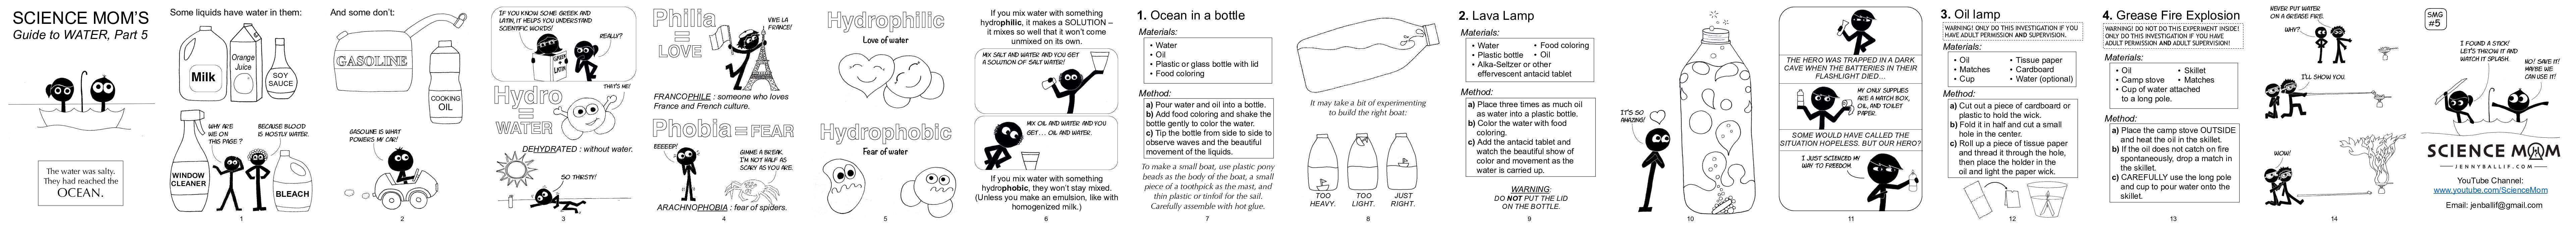 SCIENCE MOM'S
Guide to WATER, Part 5
The water was salty.
They had reached the
OCEAN.
Some liquids have water in them:
Milk
Orange
Juice
SOY
SAUCE
WINDOW
CLEANER
WHY ARE
WE ON
THIS PAGE?
BECAUSE BLOOD
IS MOSTLY WATER.
BLEACH
1
And some don't:
GASOLINE
COOKING
OIL
GASOLINE IS WHAT
POWERS MY CAR!
2
IF YOU KNOW SOME GREEK AND
LATIN, IT HELPS YOU UNDERSTAND
SCIENTIFIC WORDS!
REALLY?
GREEK
LATIN
Hydro
=
WATER
THAT'S ME!
DEHYDRATED : without water.
SO THIRSTY!
3
Philia
=
LOVE
VIVE LA
FRANCE!
FRANCOPHILE : someone who loves
France and French culture.
Phobia = FEAR
EEEEEP!
GIMME A BREAK.
I'M NOT HALF AS
SCARY AS YOU ARE.
ARACHNOPHOBIA : fear of spiders.
4
Hydrophilic
Love of water
Hydrophobic
Fear of water
5
If you mix water with something
hydrophilic, it makes a SOLUTION –
it mixes so well that it won't come
unmixed on its own.
MIX SALT AND WATER AND YOU GET
A SOLUTION OF SALT WATER!
MIX OIL AND WATER AND YOU
GET... OIL AND WATER.
If you mix water with something
hydrophobic, they won't stay mixed.
(Unless you make an emulsion, like with
homogenized milk.)
6
1. Ocean in a bottle
Materials:
• Water
• Oil
• Plastic or glass bottle with lid
• Food coloring
Method:
a) Pour water and oil into a bottle.
b) Add food coloring and shake the
bottle gently to color the water.
c) Tip the bottle from side to side to
observe waves and the beautiful
movement of the liquids.
To make a small boat, use plastic pony
beads as the body of the boat, a small
piece of a toothpick as the mast, and
thin plastic or tinfoil for the sail.
Carefully assemble with hot glue.
7
It may take a bit of experimenting
to build the right boat:
TOO
HEAVY.
TOO
LIGHT.
JUST
RIGHT.
8
2. Lava Lamp
Materials:
• Water
• Food coloring
• Plastic bottle
• Oil
• Alka-Seltzer or other
effervescent antacid tablet
Method:
a) Place three times as much oil
as water into a plastic bottle.
b) Color the water with food
coloring.
c) Add the antacid tablet and
watch the beautiful show of
color and movement as the
water is carried up.
WARNING:
DO NOT PUT THE LID
ON THE BOTTLE.
9
IT'S SO
AMAZING!
10
THE HERO WAS TRAPPED IN A DARK
CAVE WHEN THE BATTERIES IN THEIR
FLASHLIGHT DIED...
MY ONLY SUPPLIES
ARE A MATCH BOX,
OIL, AND TOILET
PAPER.
SOME WOULD HAVE CALLED THE
SITUATION HOPELESS. BUT OUR HERO?
I JUST SCIENCED MY
WAY TO FREEDOM.
11
3. Oil lamp
WARNING! ONLY DO THIS INVESTIGATION IF YOU
HAVE ADULT PERMISSION AND SUPERVISION.
Materials:
• Oil
• Tissue paper
• Matches
• Cardboard
• Cup
• Water (optional)
Method:
a) Cut out a piece of cardboard or
plastic to hold the wick.
b) Fold it in half and cut a small
hole in the center.
c) Roll up a piece of tissue paper
and thread it through the hole,
then place the holder in the
oil and light the paper wick.
12
4. Grease Fire Explosion
WARNING! DO NOT DO THIS EXPERIMENT INSIDE!
ONLY DO THIS INVESTIGATION IF YOU HAVE
ADULT PERMISSION AND ADULT SUPERVISION!
Materials:
• Oil
• Skillet
• Camp stove
• Matches
• Cup of water attached
to a long pole.
Method:
a) Place the camp stove OUTSIDE
and heat the oil in the skillet.
b) If the oil does not catch on fire
spontaneously, drop a match in
the skillet.
c) CAREFULLY use the long pole
and cup to pour water onto the
skillet.
13
NEVER PUT WATER
ON A GREASE FIRE.
WHY?
I'LL SHOW YOU.
WOW!
14
SMG
#5
I FOUND A STICK!
LET'S THROW IT AND
WATCH IT SPLASH.
NO! SAVE IT!
MAYBE WE
CAN USE IT!
SCIENCE MOM
JENNYBALLIF.COM
YouTube Channel:
www.youtube.com/ScienceMom
Email: jenballif@gmail.com